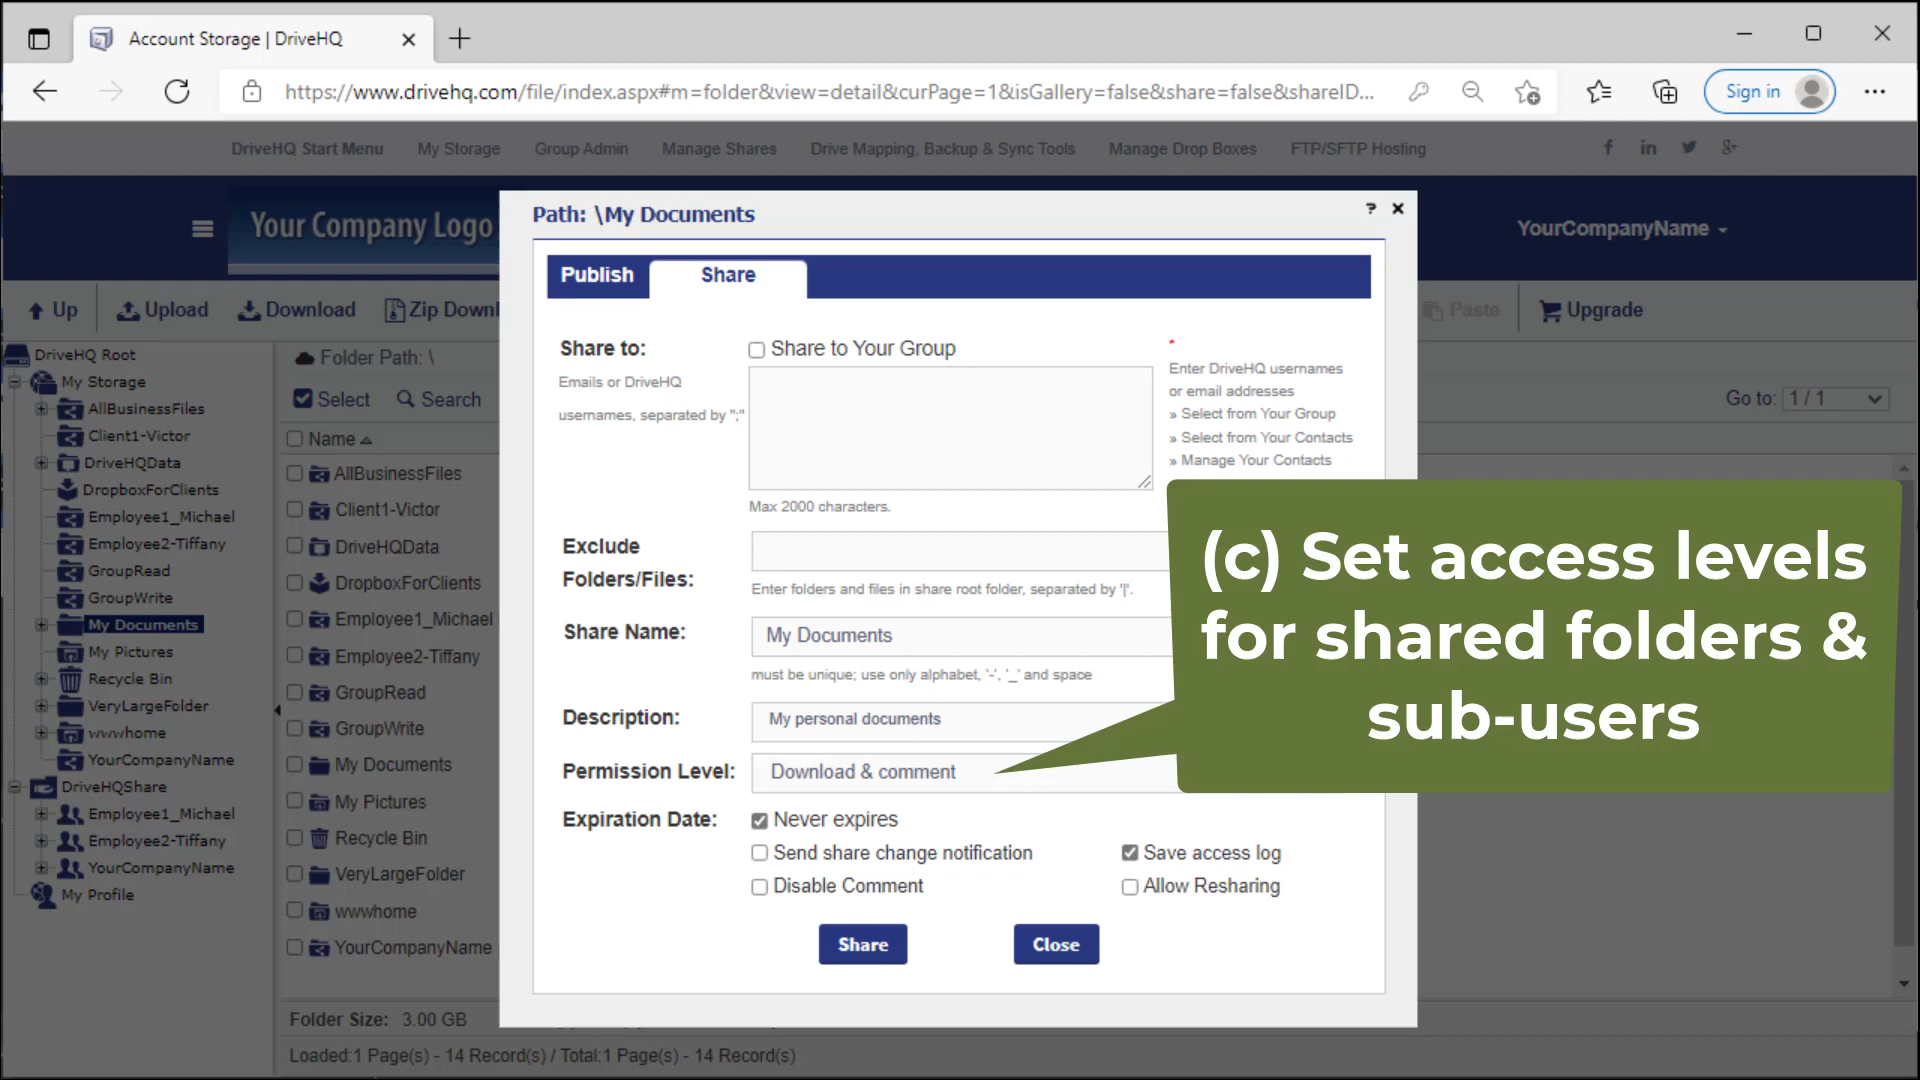 Account Storage | DriveHQ
https://www.drivehq.com/file/index.aspx#m=folder&view=detail&curPage=1&isGallery=false&share=false&shareID...
Sign in
DriveHQ Start Menu
My Storage
Group Admin
Manage Shares
Drive Mapping, Backup & Sync Tools
Manage Drop Boxes
FTP/SFTP Hosting
Your Company Logo
YourCompanyName
Up
Upload
Download
Zip Downl
Paste
Upgrade
DriveHQ Root
My Storage
AllBusinessFiles
Client1-Victor
DriveHQData
DropboxForClients
Employee1_Michael
Employee2-Tiffany
GroupRead
GroupWrite
My Documents
My Pictures
Recycle Bin
VeryLargeFolder
wwwhome
YourCompanyName
DriveHQShare
Employee1_Michael
Employee2-Tiffany
YourCompanyName
My Profile
Folder Path: \
Select
Search
Go to: 1 / 1
Name
AllBusinessFiles
Client1-Victor
DriveHQData
DropboxForClients
Employee1_Michael
Employee2-Tiffany
GroupRead
GroupWrite
My Documents
My Pictures
Recycle Bin
VeryLargeFolder
wwwhome
YourCompanyName
Folder Size: 3.00 GB
Loaded:1 Page(s) - 14 Record(s) / Total:1 Page(s) - 14 Record(s)
Path: \My Documents
?
Publish
Share
Share to:
Emails or DriveHQ
usernames, separated by ";"
Share to Your Group
Max 2000 characters.
*
Enter DriveHQ usernames
or email addresses
» Select from Your Group
» Select from Your Contacts
» Manage Your Contacts
Exclude
Folders/Files:
Enter folders and files in share root folder, separated by '|'.
Share Name:
My Documents
must be unique; use only alphabet, '-', '_' and space
Description:
My personal documents
Permission Level:
Download & comment
Expiration Date:
Never expires
Send share change notification
Save access log
Disable Comment
Allow Resharing
Share
Close
(c) Set access levels
for shared folders &
sub-users